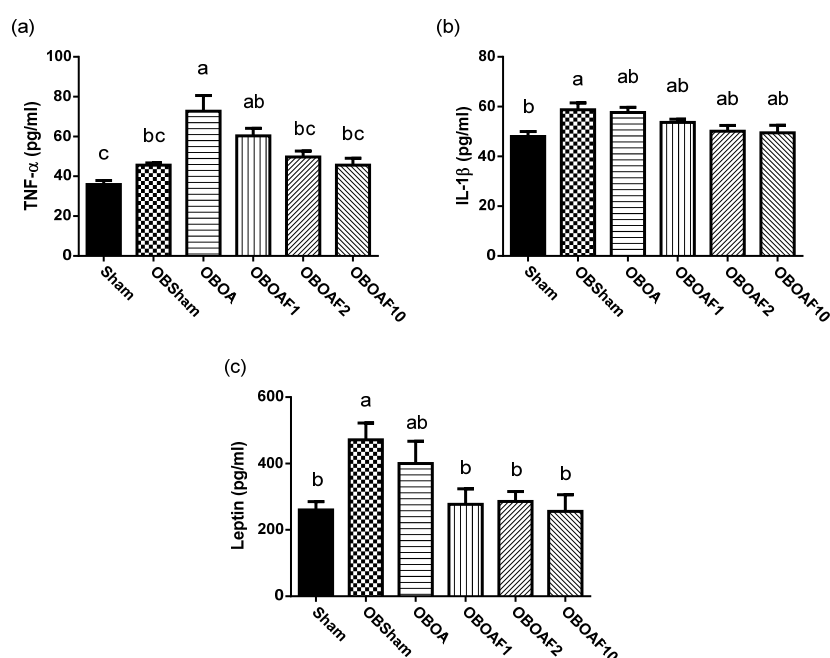 (a)
TNF-α (pg/ml)
100
80
60
40
20
0
c
bc
a
ab
bc
bc
Sham
OBSham
OBOA
OBOAF1
OBOAF2
OBOAF10
(b)
IL-1β (pg/ml)
80
60
40
20
0
b
a
ab
ab
ab
ab
Sham
OBSham
OBOA
OBOAF1
OBOAF2
OBOAF10
(c)
Leptin (pg/ml)
600
400
200
0
b
a
ab
b
b
b
Sham
OBSham
OBOA
OBOAF1
OBOAF2
OBOAF10